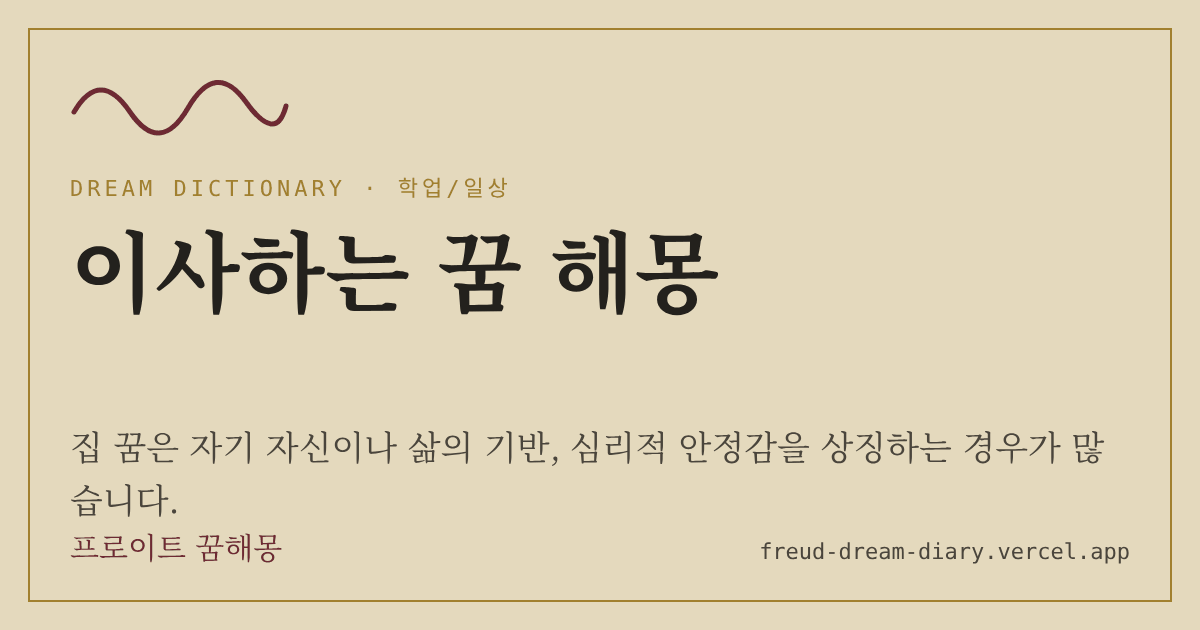 DREAM DICTIONARY · 학업/일상
이사하는 꿈 해몽
집 꿈은 자기 자신이나 삶의 기반, 심리적 안정감을 상징하는 경우가 많
습니다.
프로이트 꿈해몽
freud-dream-diary.vercel.app